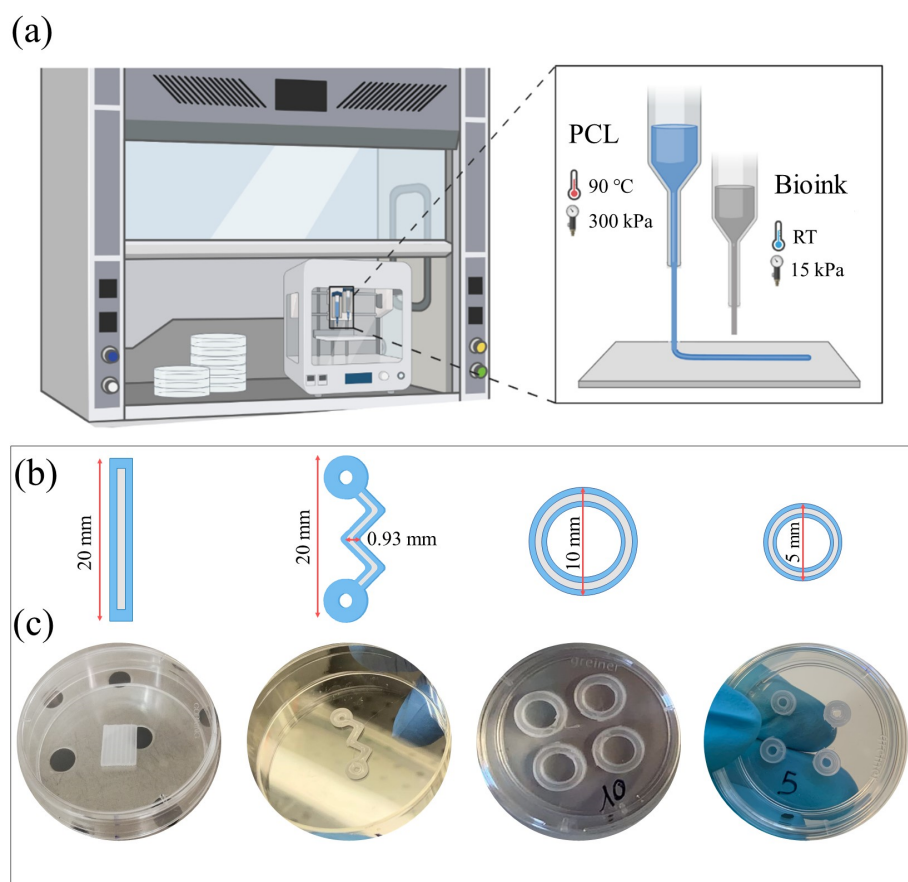 (a)
PCL
90 °C
300 kPa
Bioink
RT
15 kPa
(b)
20 mm
20 mm
0.93 mm
10 mm
5 mm
(c)
greiner
10
5